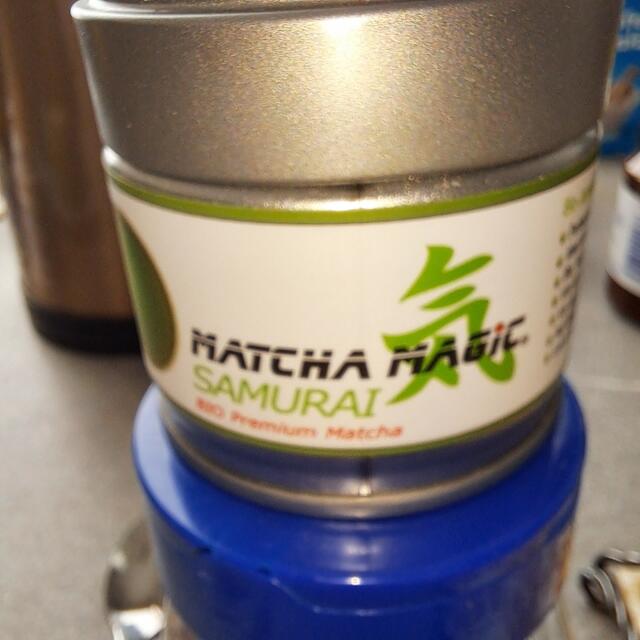 気
MATCHA MAGiC
SAMURAI
BIO Premium Matcha